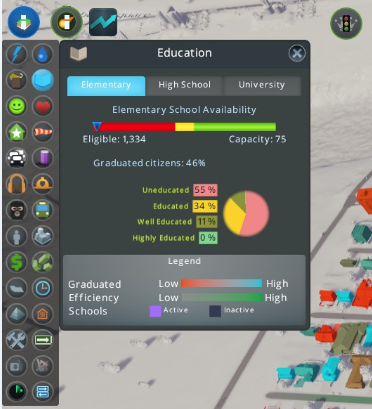 Education
Elementary High School University
Elementary School Availability
Eligible: 1,334 Capacity: 75
Graduated citizens: 46%
Uneducated 55 %
Educated 34 %
Well Educated 11 %
Highly Educated 0 %
Legend
Graduated Low High
Efficiency Low High
Schools Active Inactive